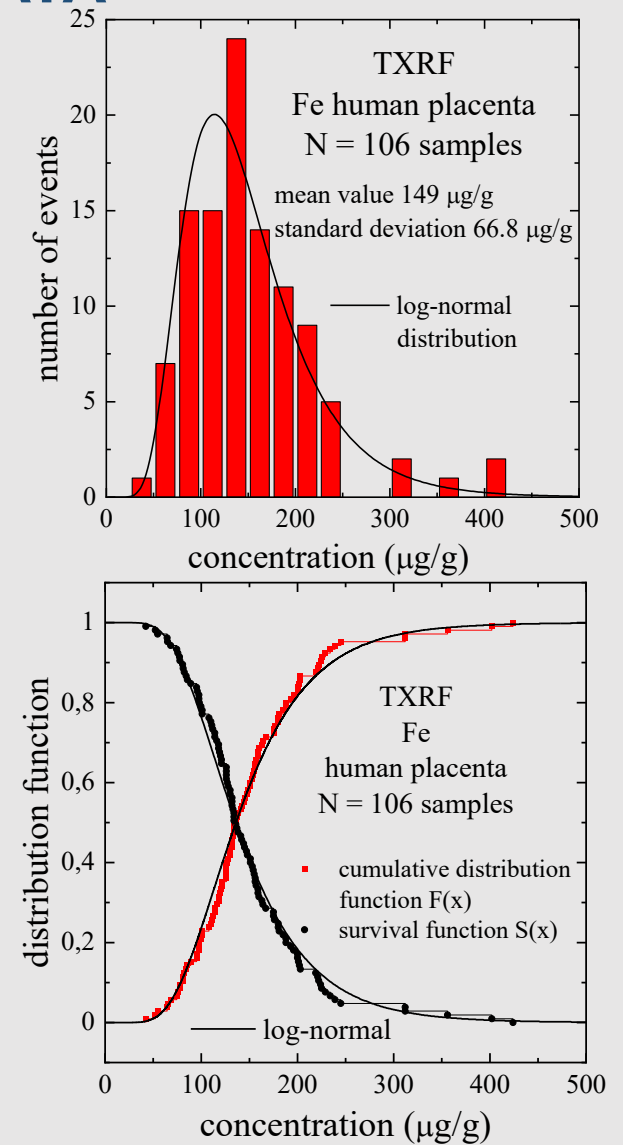 25
20
15
10
5
0
number of events
TXRF
Fe human placenta
N = 106 samples
mean value 149 μg/g
standard deviation 66.8 μg/g
log-normal
distribution
0 100 200 300 400 500
concentration (μg/g)
1
0,8
0,6
0,4
0,2
0
distribution function
TXRF
Fe
human placenta
N = 106 samples
cumulative distribution
function F(x)
survival function S(x)
log-normal
0 100 200 300 400 500
concentration (μg/g)